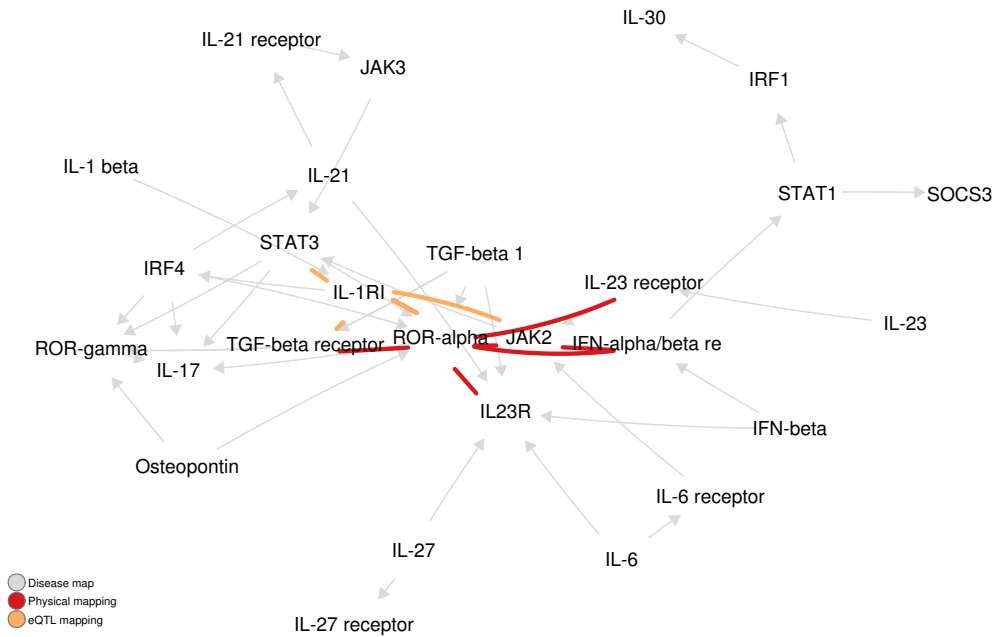 IL-30
IL-21 receptor
JAK3
IRF1
IL-1 beta
IL-21
STAT1
SOCS3
STAT3
TGF-beta 1
IRF4
IL-1RI
IL-23 receptor
IL-23
ROR-gamma
TGF-beta receptor
ROR-alpha
JAK2
IFN-alpha/beta re
IL-17
IL23R
IFN-beta
Osteopontin
IL-6 receptor
IL-27
IL-6
IL-27 receptor
Disease map
Physical mapping
eQTL mapping